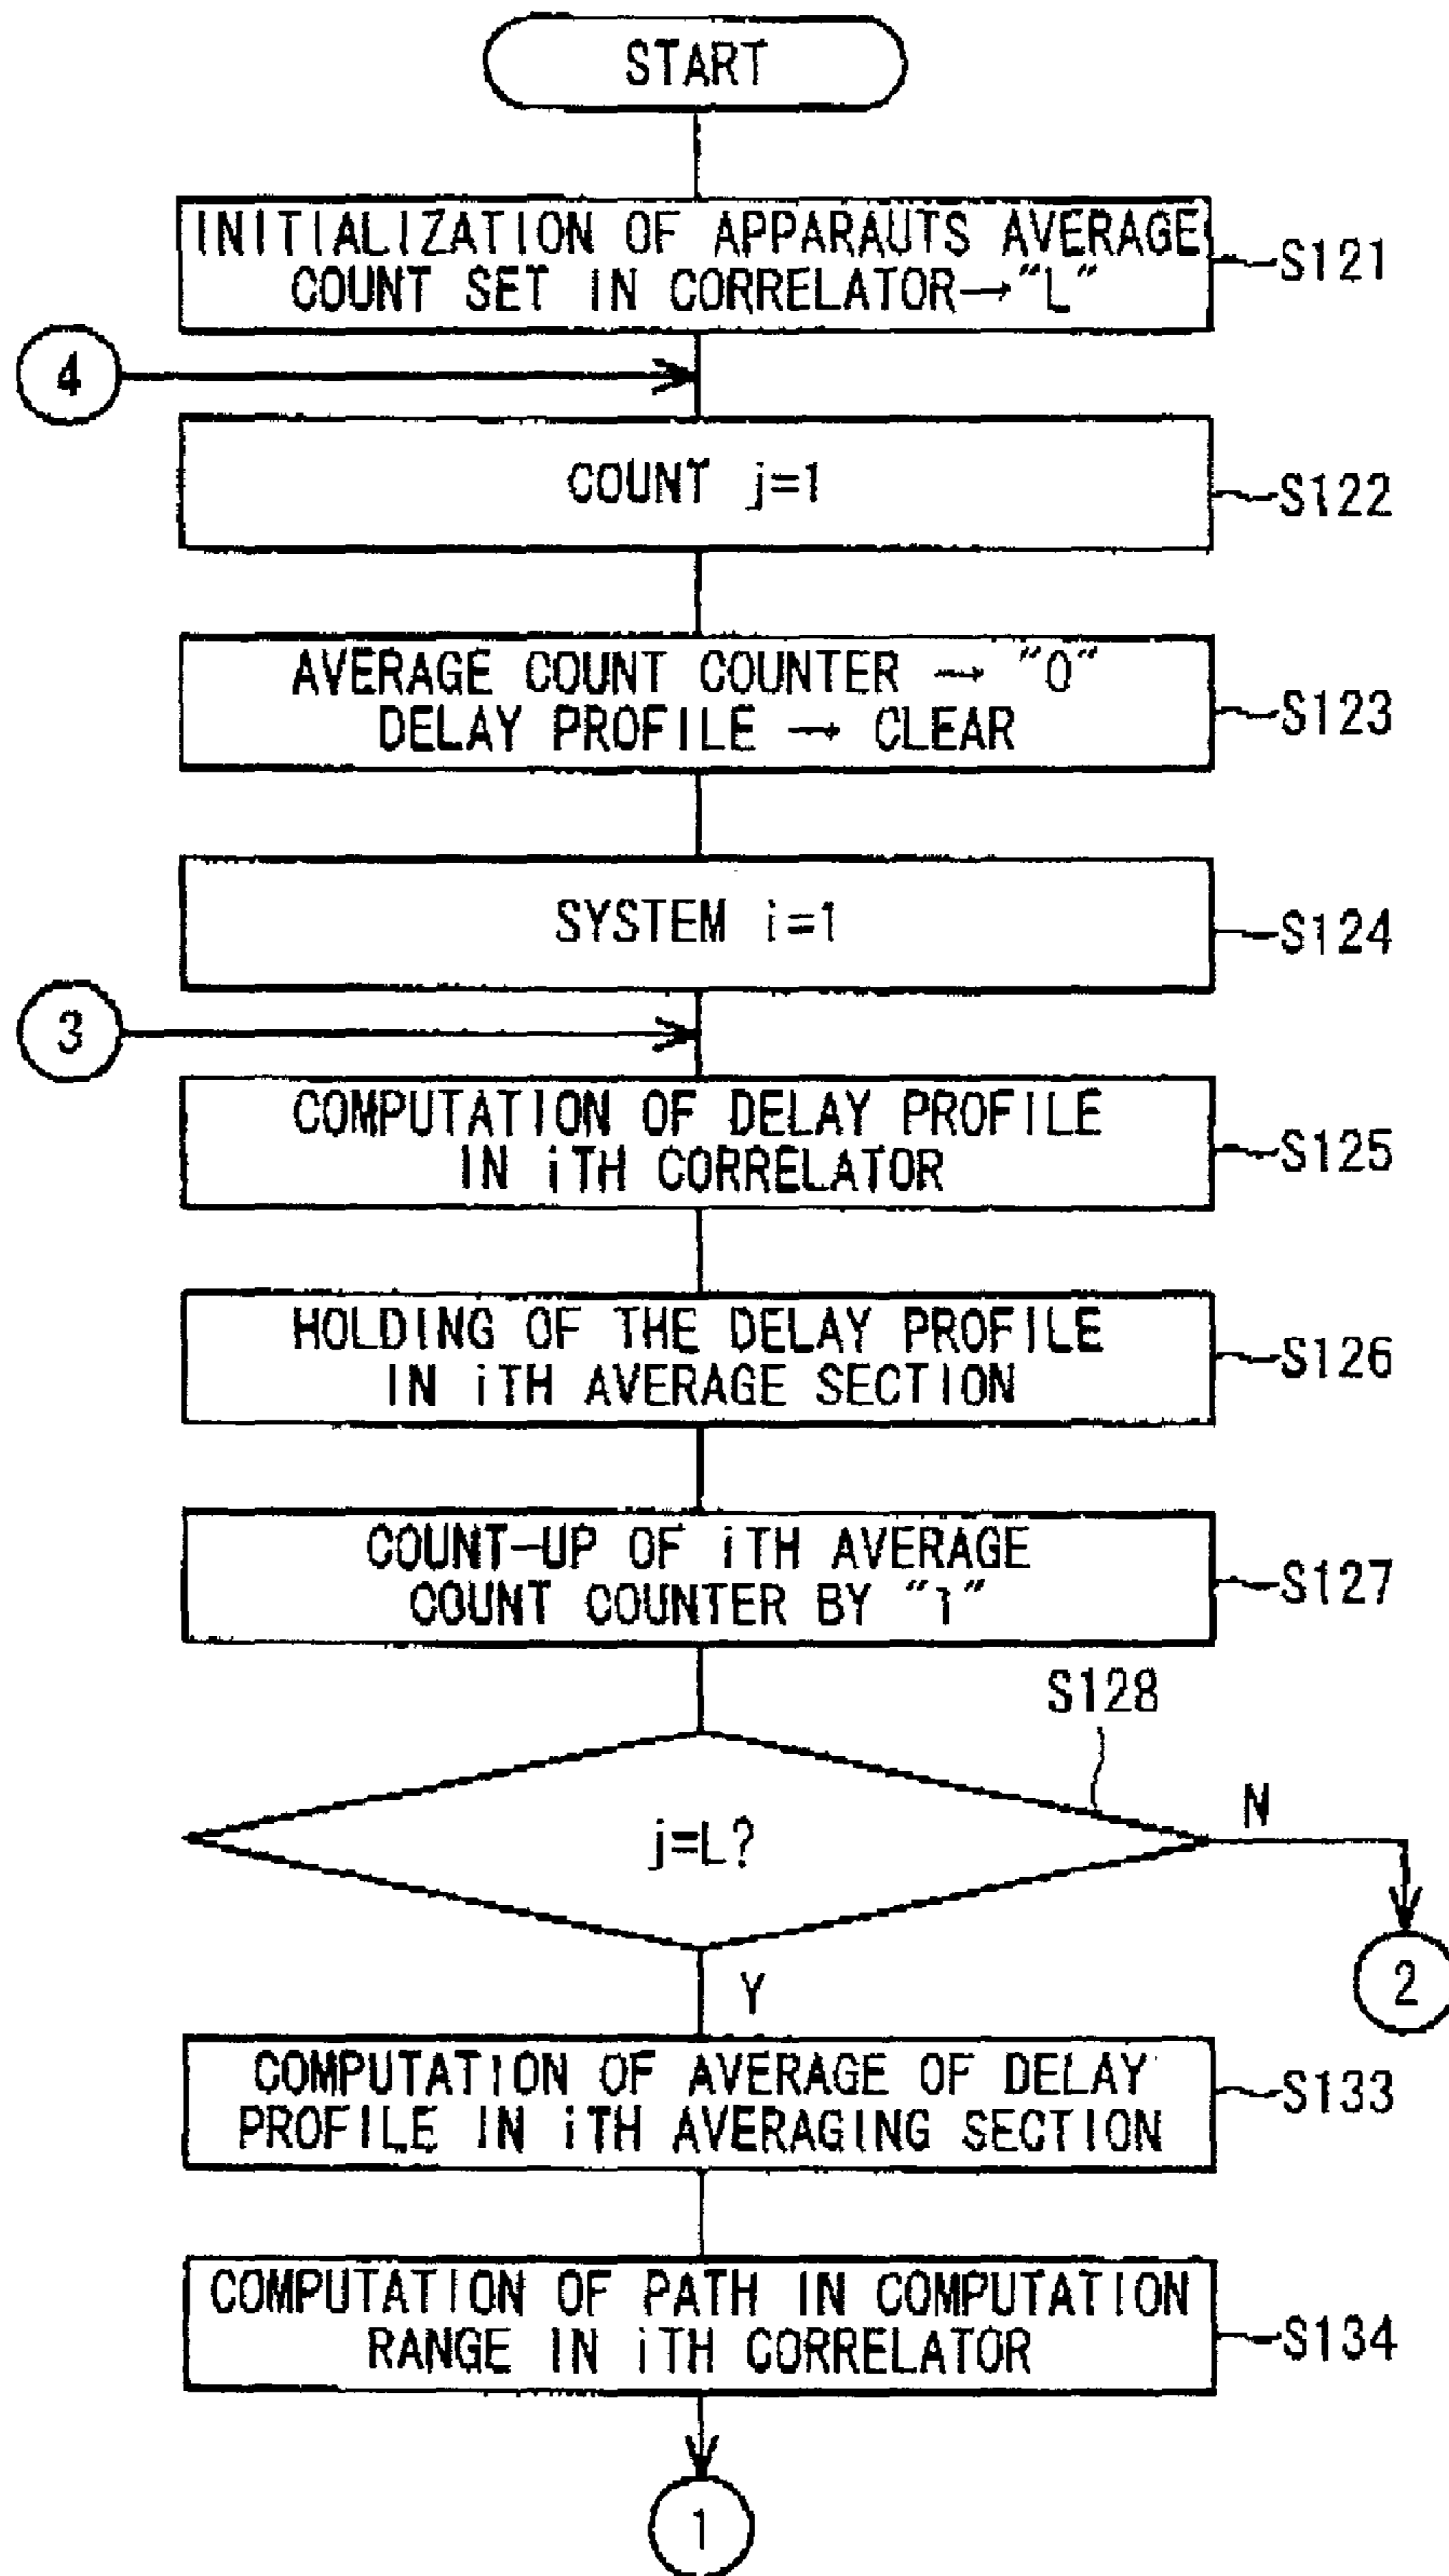 START
INITIALIZATION OF APPARAUTS AVERAGE
COUNT SET IN CORRELATOR→"L"
S121
4
COUNT j=1
S122
AVERAGE COUNT COUNTER → "0"
DELAY PROFILE → CLEAR
S123
SYSTEM i=1
S124
3
COMPUTATION OF DELAY PROFILE
IN iTH CORRELATOR
S125
HOLDING OF THE DELAY PROFILE
IN iTH AVERAGE SECTION
S126
COUNT-UP OF iTH AVERAGE
COUNT COUNTER BY "1"
S127
S128
j=L?
N
2
Y
COMPUTATION OF AVERAGE OF DELAY
PROFILE IN iTH AVERAGING SECTION
S133
COMPUTATION OF PATH IN COMPUTATION
RANGE IN iTH CORRELATOR
S134
1